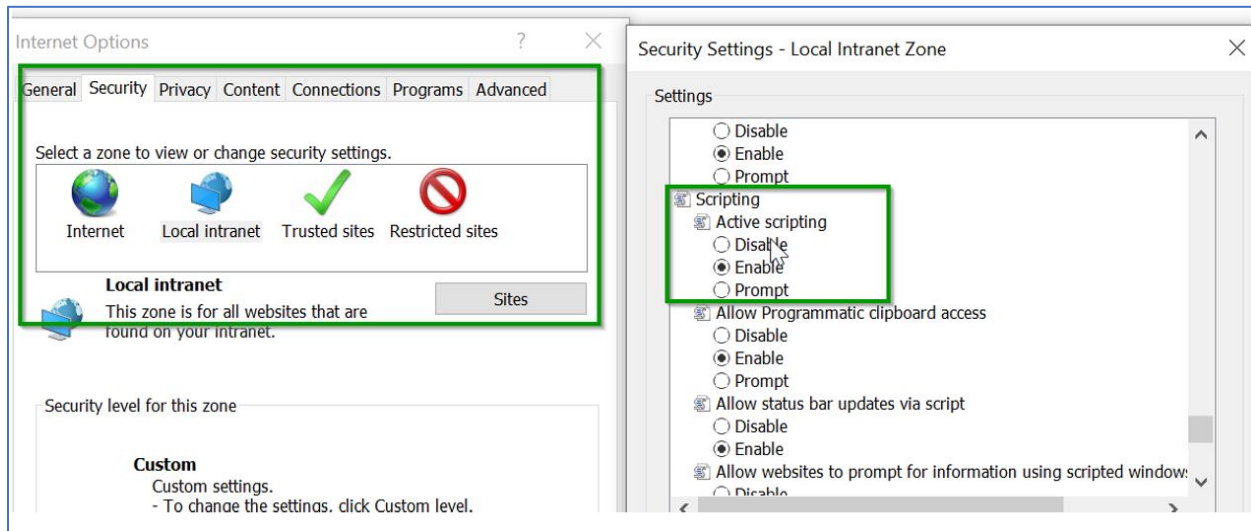 Internet Options
?
General Security Privacy Content Connections Programs Advanced
Select a zone to view or change security settings.
Internet Local intranet Trusted sites Restricted sites
Local intranet
This zone is for all websites that are
found on your intranet.
Sites
Security level for this zone
Custom
Custom settings.
- To change the settings, click Custom level.
Security Settings - Local Intranet Zone
Settings
Disable
Enable
Prompt
Scripting
Active scripting
Disable
Enable
Prompt
Allow Programmatic clipboard access
Disable
Enable
Prompt
Allow status bar updates via script
Disable
Enable
Allow websites to prompt for information using scripted window
Disable